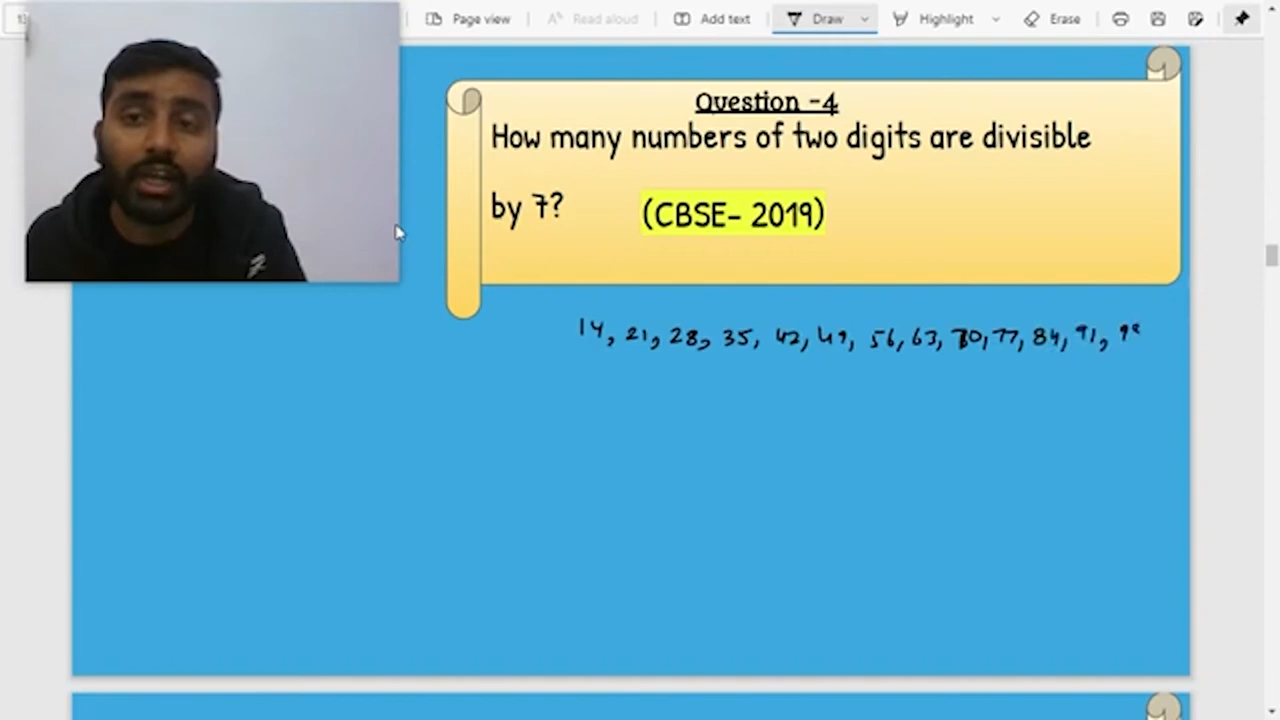 Page view
Read aloud
Add text
Draw
Highlight
Erase
Question -4
How many numbers of two digits are divisible
by 7?
(CBSE- 2019)
14, 21, 28, 35, 42, 49, 56, 63, 70, 77, 84, 91, 98